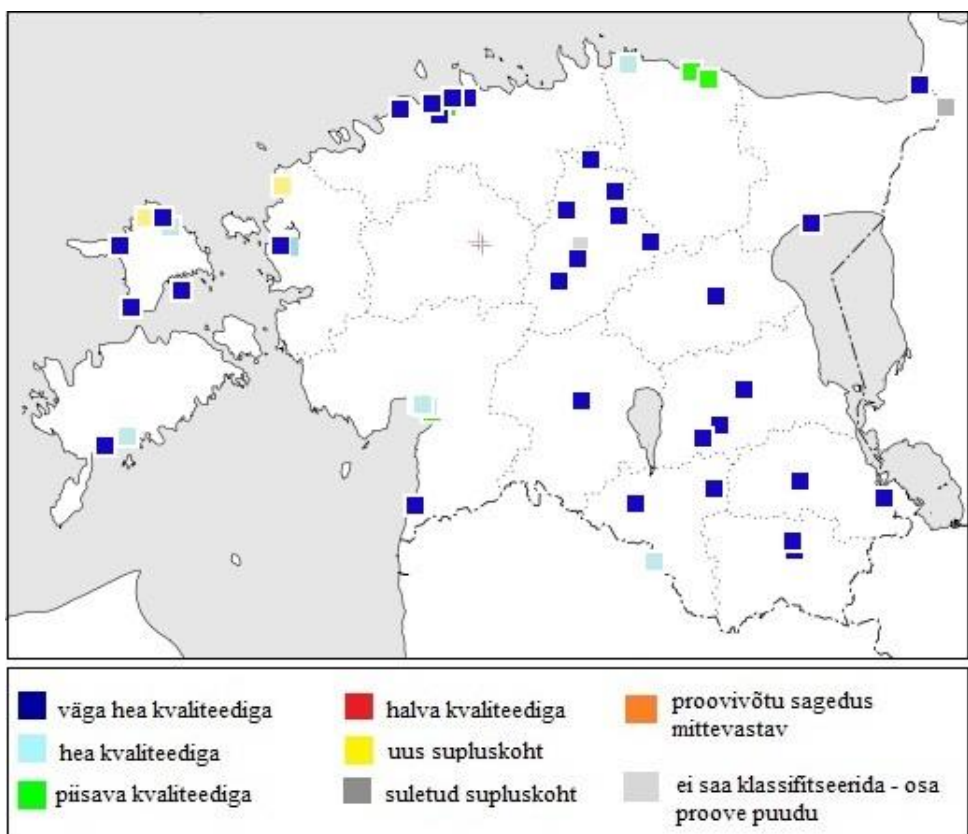 väga hea kvaliteediga
hea kvaliteediga
piisava kvaliteediga
halva kvaliteediga
uus supluskoht
suletud supluskoht
proovivõtu sagedus
mittevastav
ei saa klassifitseerida - osa
proove puudu